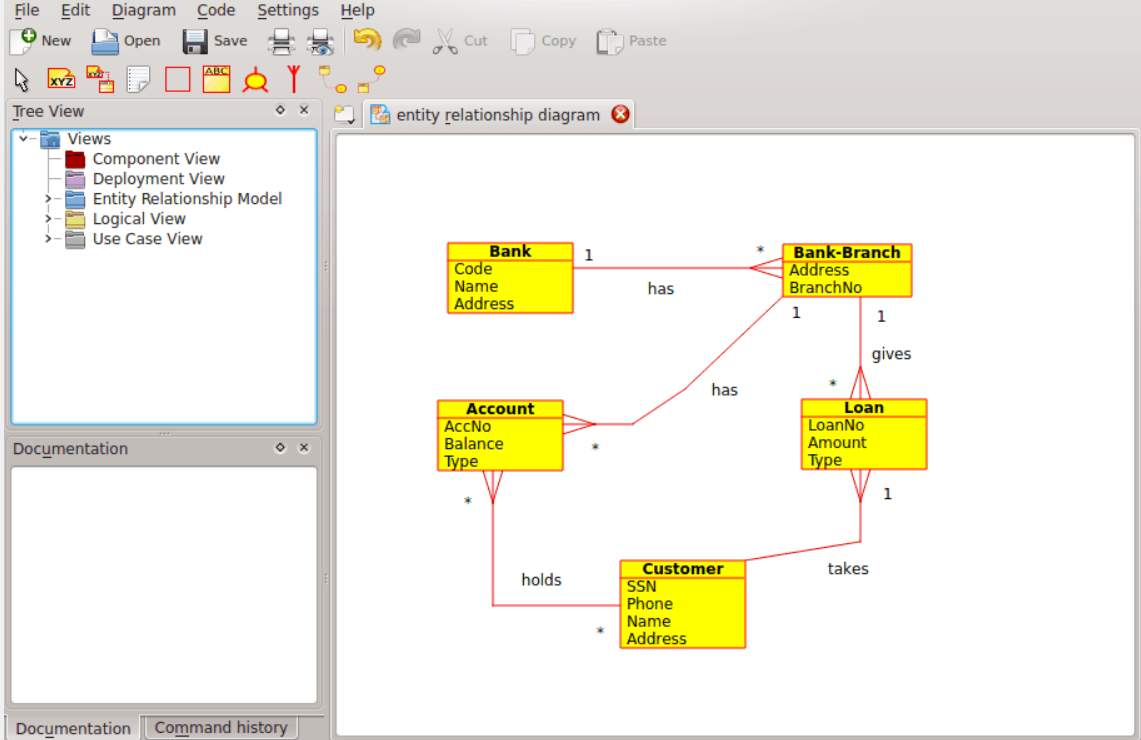 File Edit Diagram Code Settings Help
New Open Save Cut Copy Paste
XYZ XYZ ABC
Tree View
entity relationship diagram
Views
Component View
Deployment View
Entity Relationship Model
Logical View
Use Case View
Bank
Code
Name
Address
1
has
*
Bank-Branch
Address
BranchNo
1
1
gives
*
has
*
Account
AccNo
Balance
Type
Loan
LoanNo
Amount
Type
*
1
holds
*
takes
Customer
SSN
Phone
Name
Address
Documentation
Documentation Command history